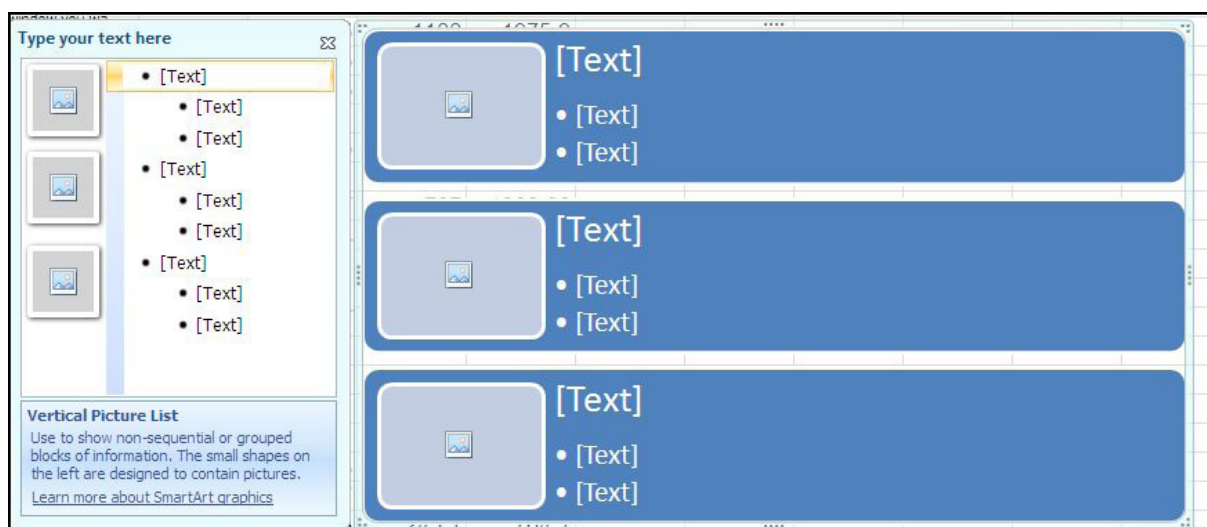 Type your text here
• [Text]
• [Text]
• [Text]
• [Text]
• [Text]
• [Text]
• [Text]
• [Text]
• [Text]
Vertical Picture List
Use to show non-sequential or grouped
blocks of information. The small shapes on
the left are designed to contain pictures.
Learn more about SmartArt graphics
[Text]
• [Text]
• [Text]
[Text]
• [Text]
• [Text]
[Text]
• [Text]
• [Text]